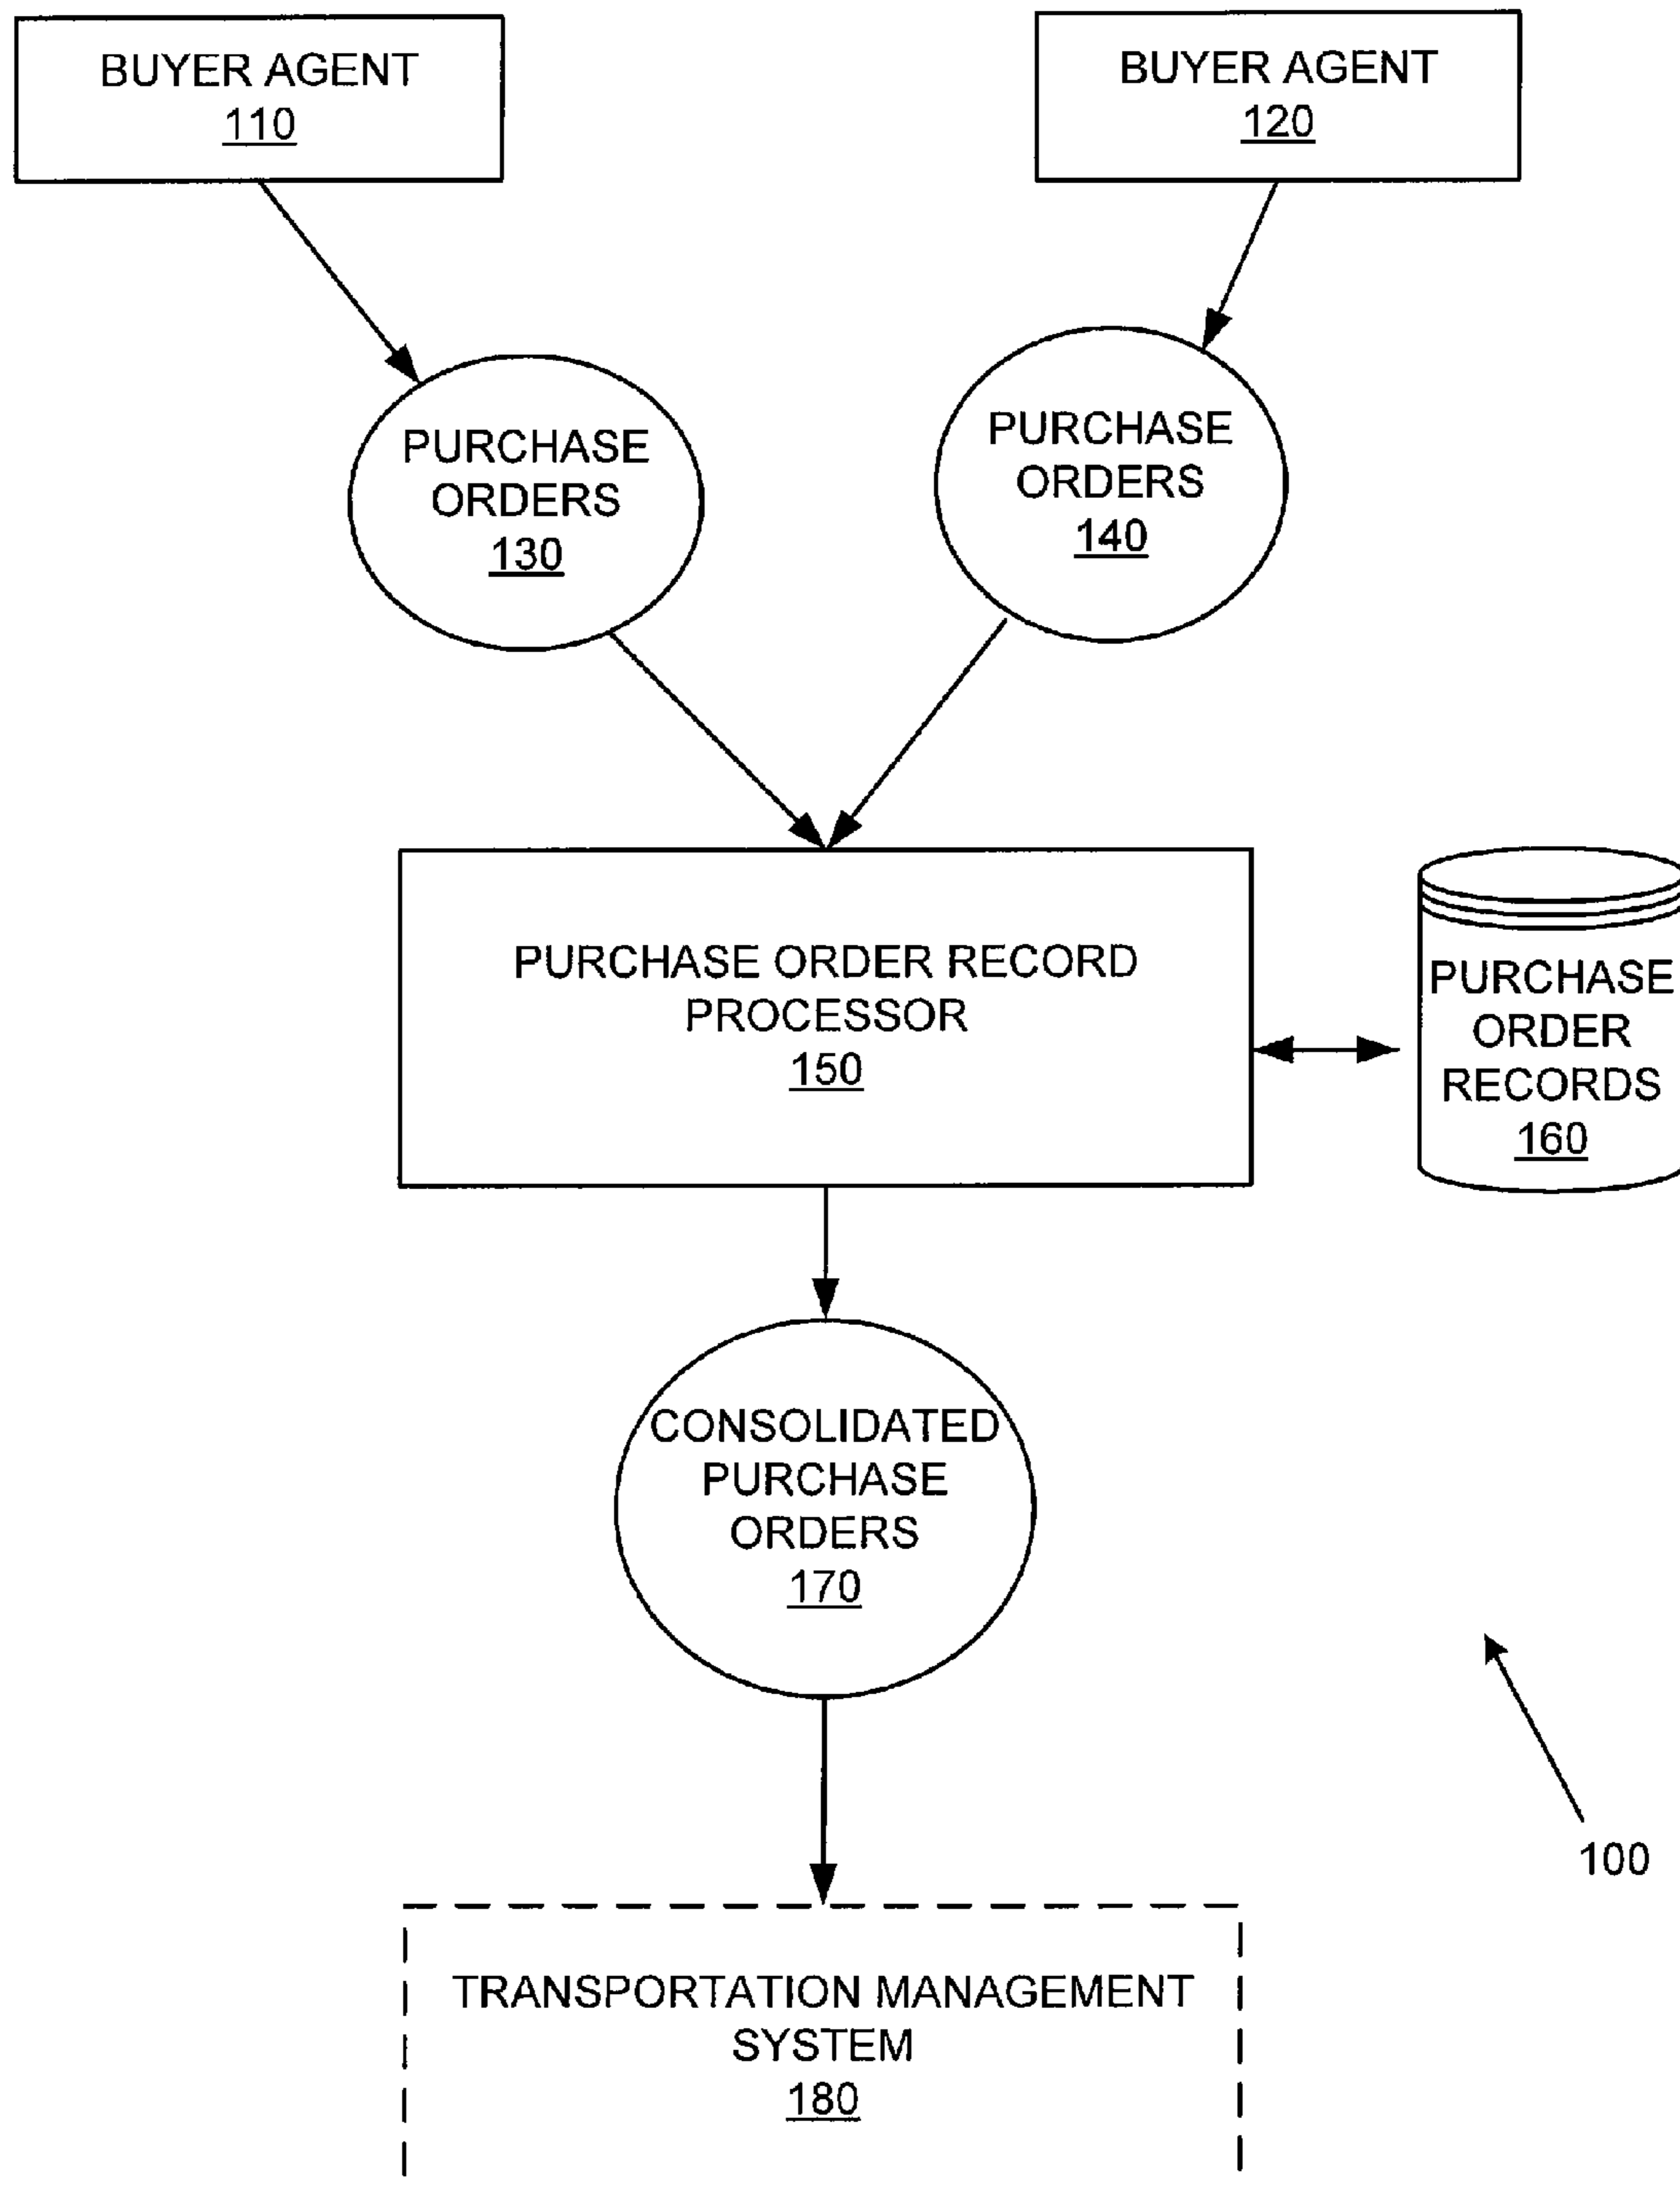 BUYER AGENT
110
BUYER AGENT
120
PURCHASE
ORDERS
130
PURCHASE
ORDERS
140
PURCHASE ORDER RECORD
PROCESSOR
150
PURCHASE
ORDER
RECORDS
160
CONSOLIDATED
PURCHASE
ORDERS
170
100
TRANSPORTATION MANAGEMENT
SYSTEM
180